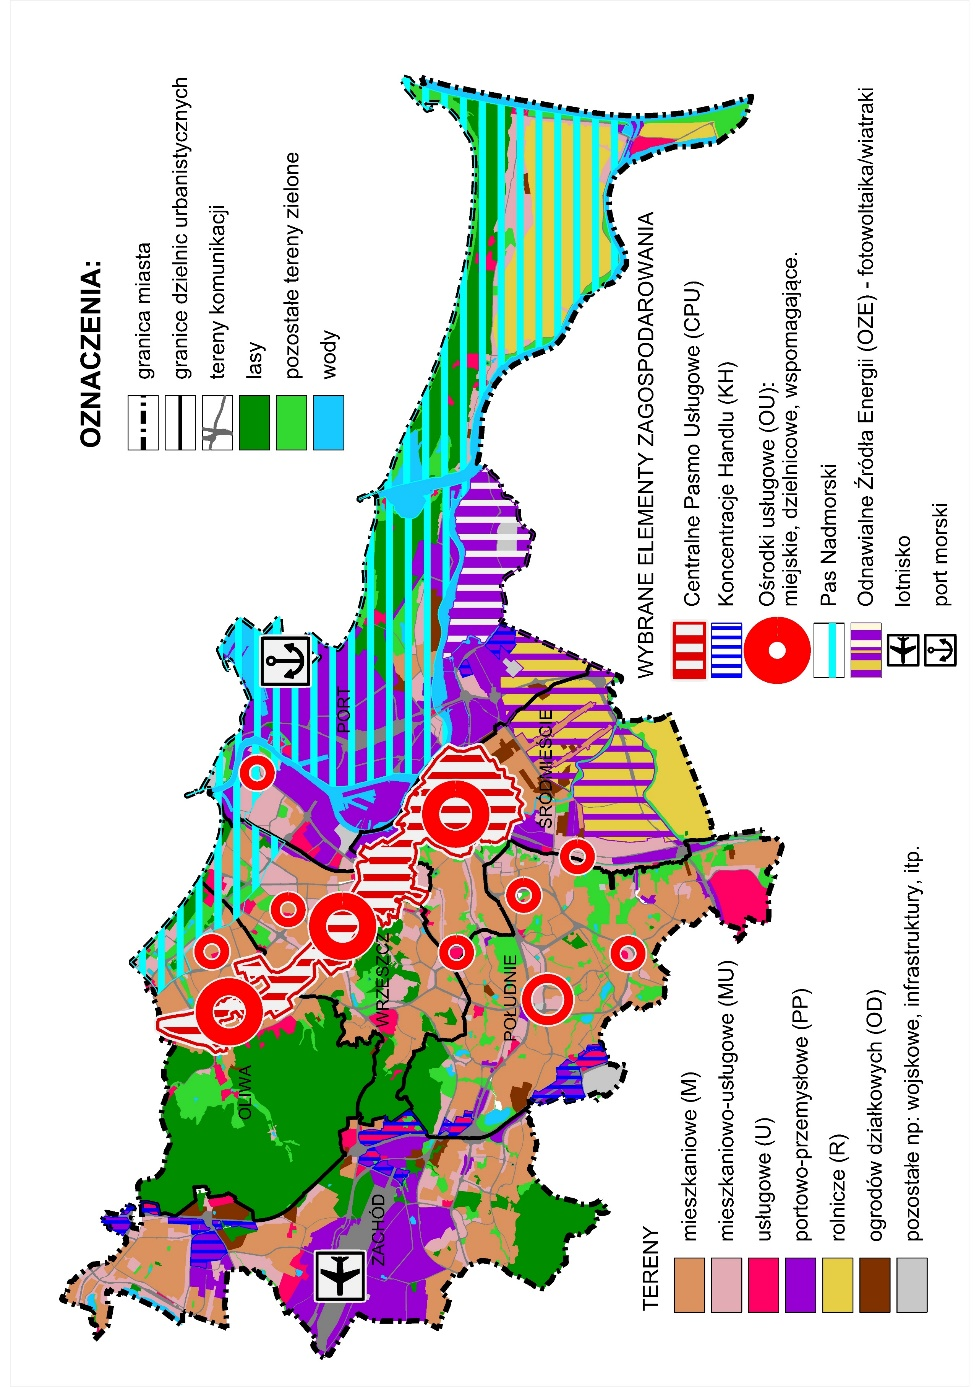 OZNACZENIA:
granica miasta
granice dzielnic urbanistycznych
tereny komunikacji
lasy
pozostałe tereny zielone
wody
PORT
ŚRÓDMIEŚCIE
WRZESZCZ
OLIWA
POŁUDNIE
ZACHÓD
WYBRANE ELEMENTY ZAGOSPODAROWANIA
Centralne Pasmo Usługowe (CPU)
Koncentracje Handlu (KH)
Ośrodki usługowe (OU):
miejskie, dzielnicowe, wspomagające.
Pas Nadmorski
Odnawialne Źródła Energii (OZE) - fotowoltaika/wiatraki
lotnisko
port morski
TERENY
mieszkaniowe (M)
mieszkaniowo-usługowe (MU)
usługowe (U)
portowo-przemysłowe (PP)
rolnicze (R)
ogrodów działkowych (OD)
pozostałe np: wojskowe, infrastruktury, itp.